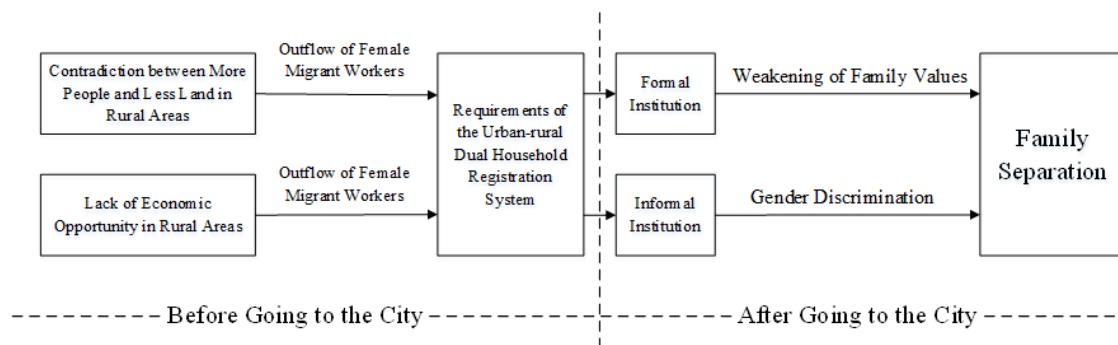 Contradiction between More
People and Less Land in
Rural Areas
Outflow of Female
Migrant Workers
Lack of Economic
Opportunity in Rural Areas
Outflow of Female
Migrant Workers
Requirements of
the Urban-rural
Dual Household
Registration
System
Formal
Institution
Weakening of Family Values
Informal
Institution
Gender Discrimination
Family
Separation
Before Going to the City
After Going to the City